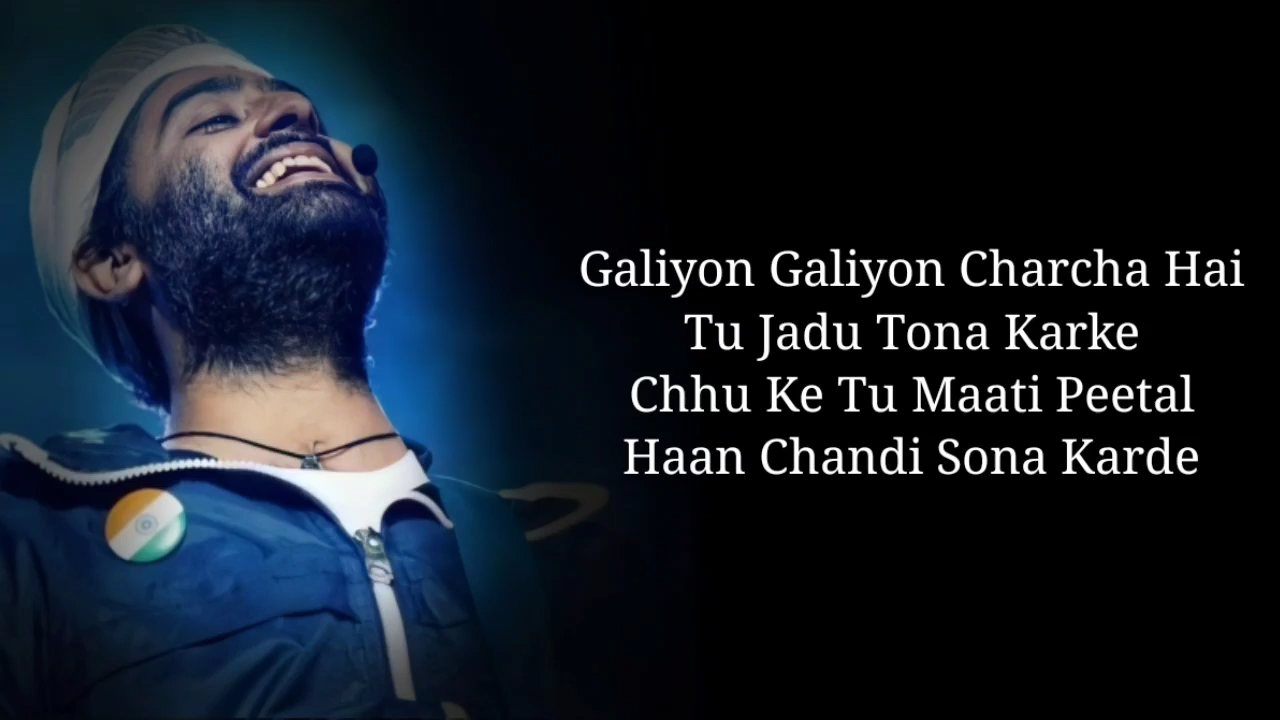 Galiyon Galiyon Charcha Hai
Tu Jadu Tona Karke
Chhu Ke Tu Maati Peetal
Haan Chandi Sona Karde